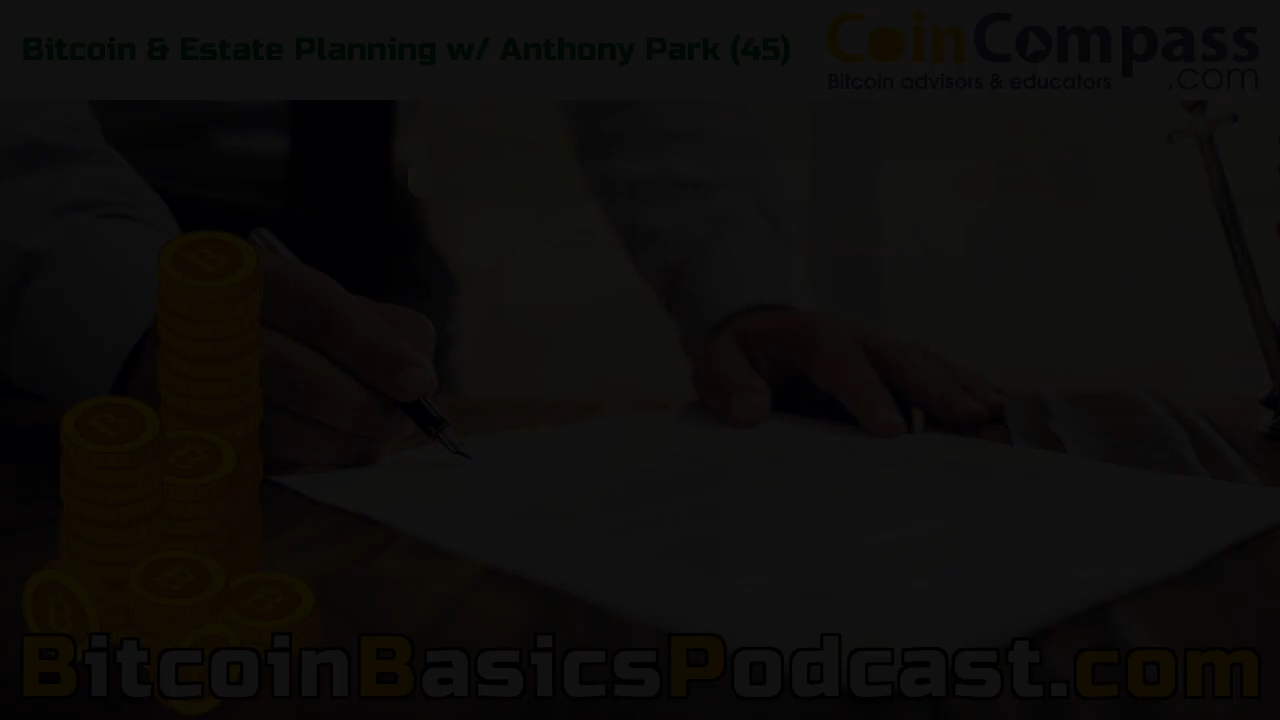 Bitcoin & Estate Planning w/ Anthony Park (45)
CoinCompass
.com
Bitcoin advisors & educators
BitcoinBasicsPodcast.com